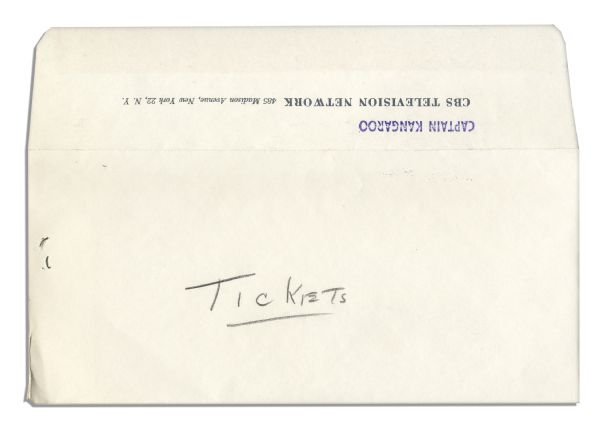 CBS TELEVISION NETWORK 485 Madison Avenue, New York 22, N. Y.
CAPTAIN KANGAROO
TICKETS